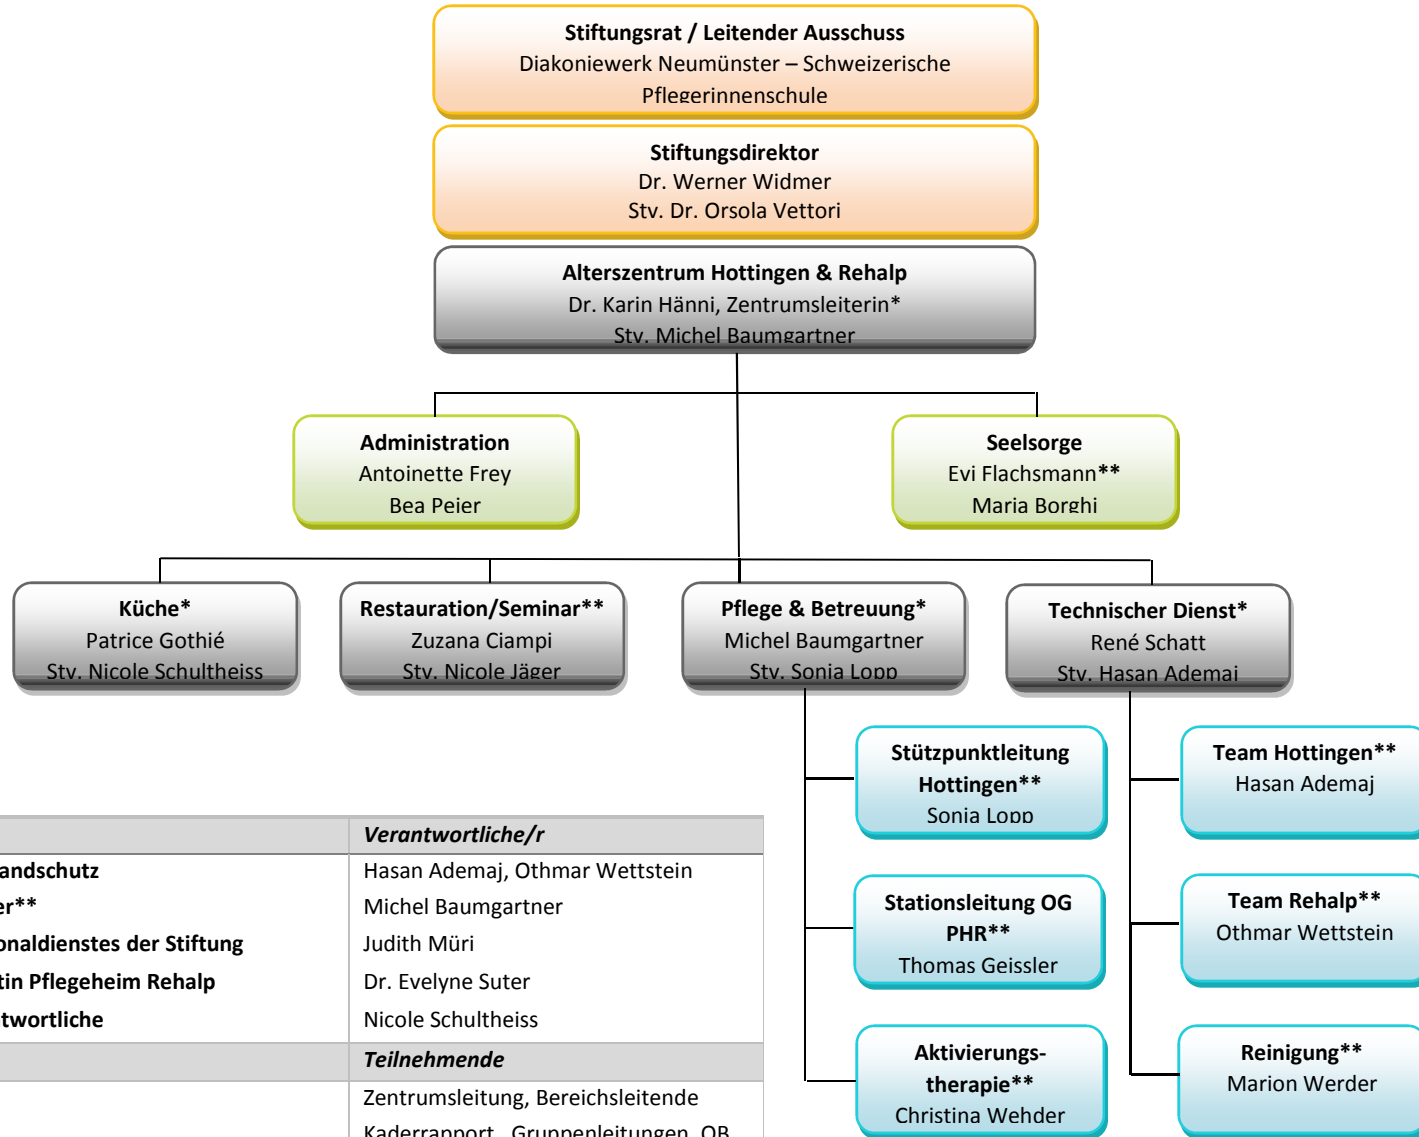 Stiftungsrat / Leitender Ausschuss
Diakoniewerk Neumünster – Schweizerische
Pflegerinnenschule
Stiftungsdirektor
Dr. Werner Widmer
Stv. Dr. Orsola Vettori
Alterszentrum Hottingen & Rehalp
Dr. Karin Hänni, Zentrumsleiterin*
Stv. Michel Baumgartner
Administration
Antoinette Frey
Bea Peier
Seelsorge
Evi Flachsmann**
Maria Borghi
Küche*
Patrice Gothié
Stv. Nicole Schultheiss
Restauration/Seminar**
Zuzana Ciampi
Stv. Nicole Jäger
Pflege & Betreuung*
Michel Baumgartner
Stv. Sonja Lopp
Technischer Dienst*
René Schatt
Stv. Hasan Ademaj
Stützpunktleitung
Hottingen**
Sonja Lopp
Stationsleitung OG
PHR**
Thomas Geissler
Aktivierungs-
therapie**
Christina Wehder
Team Hottingen**
Hasan Ademaj
Team Rehalp**
Othmar Wettstein
Reinigung**
Marion Werder
Verantwortliche/r
andschutz Hasan Ademaj, Othmar Wettstein
er** Michel Baumgartner
onaldienstes der Stiftung Judith Müri
tin Pflegeheim Rehalp Dr. Evelyne Suter
twortliche Nicole Schultheiss
Teilnehmende
Zentrumsleitung, Bereichsleitende
Kaderrapport, Gruppenleitungen, QB